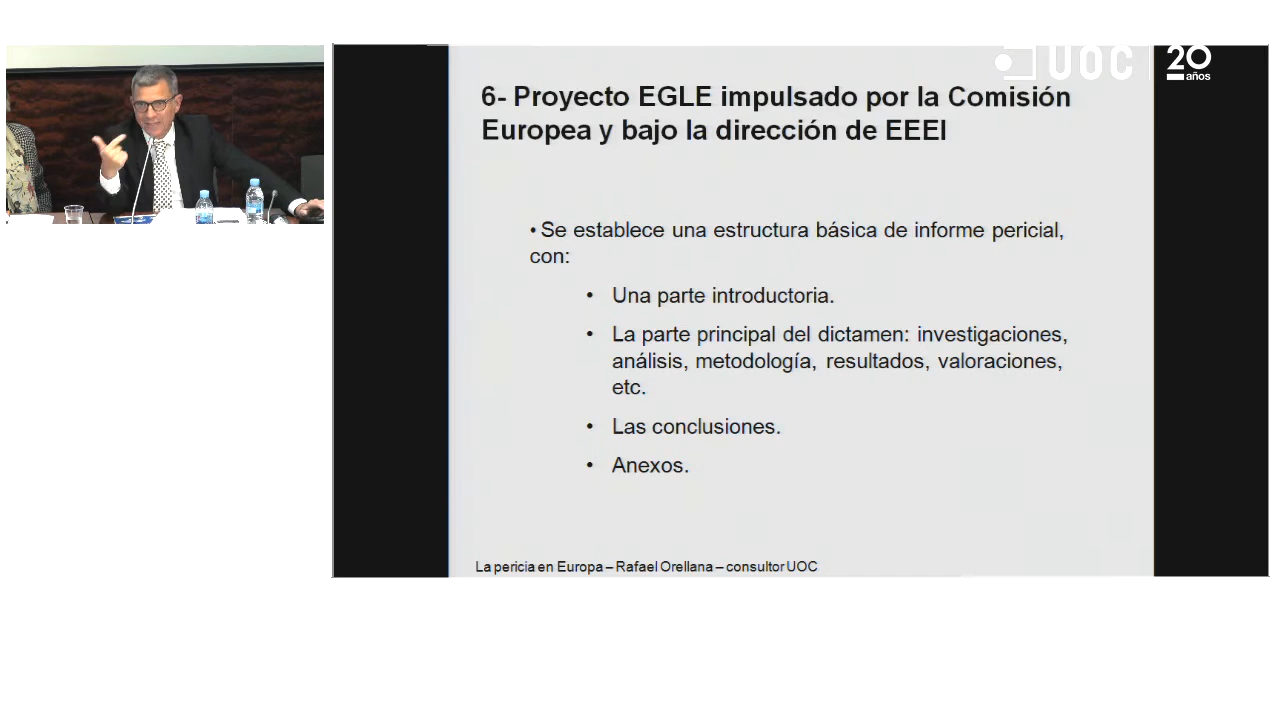 UOC
20
años
6- Proyecto EGLE impulsado por la Comisión
Europea y bajo la dirección de EEEI
• Se establece una estructura básica de informe pericial,
con:
• Una parte introductoria.
• La parte principal del dictamen: investigaciones,
análisis, metodología, resultados, valoraciones,
etc.
• Las conclusiones.
• Anexos.
La pericia en Europa – Rafael Orellana – consultor UOC